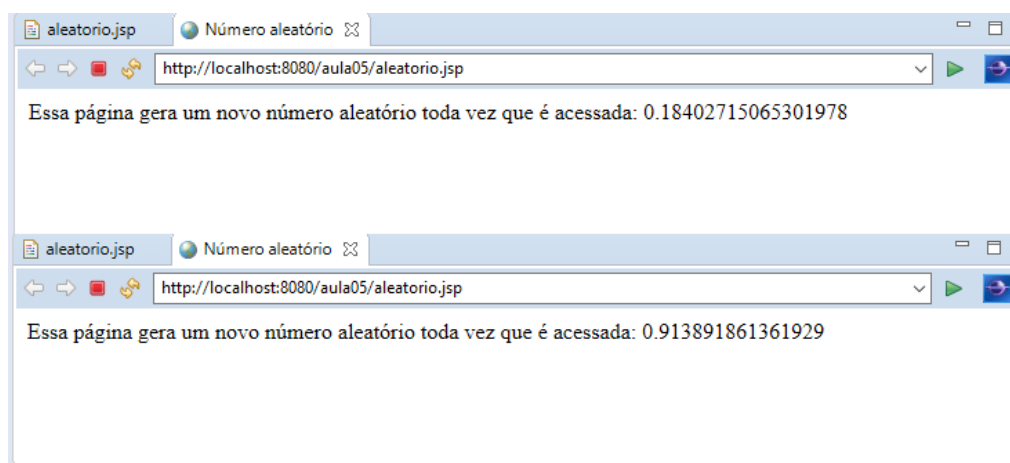 aleatorio.jsp Número aleatório
http://localhost:8080/aula05/aleatorio.jsp
Essa página gera um novo número aleatório toda vez que é acessada: 0.18402715065301978
aleatorio.jsp Número aleatório
http://localhost:8080/aula05/aleatorio.jsp
Essa página gera um novo número aleatório toda vez que é acessada: 0.913891861361929